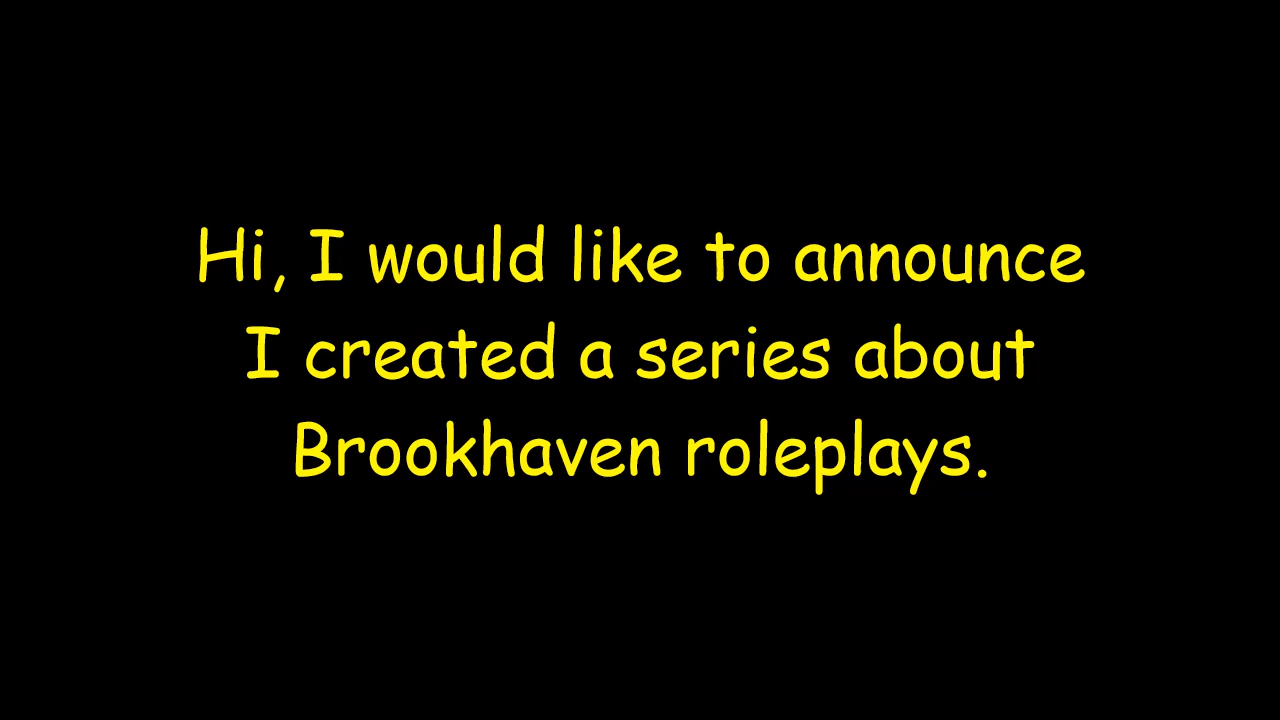 Hi, I would like to announce
I created a series about
Brookhaven roleplays.